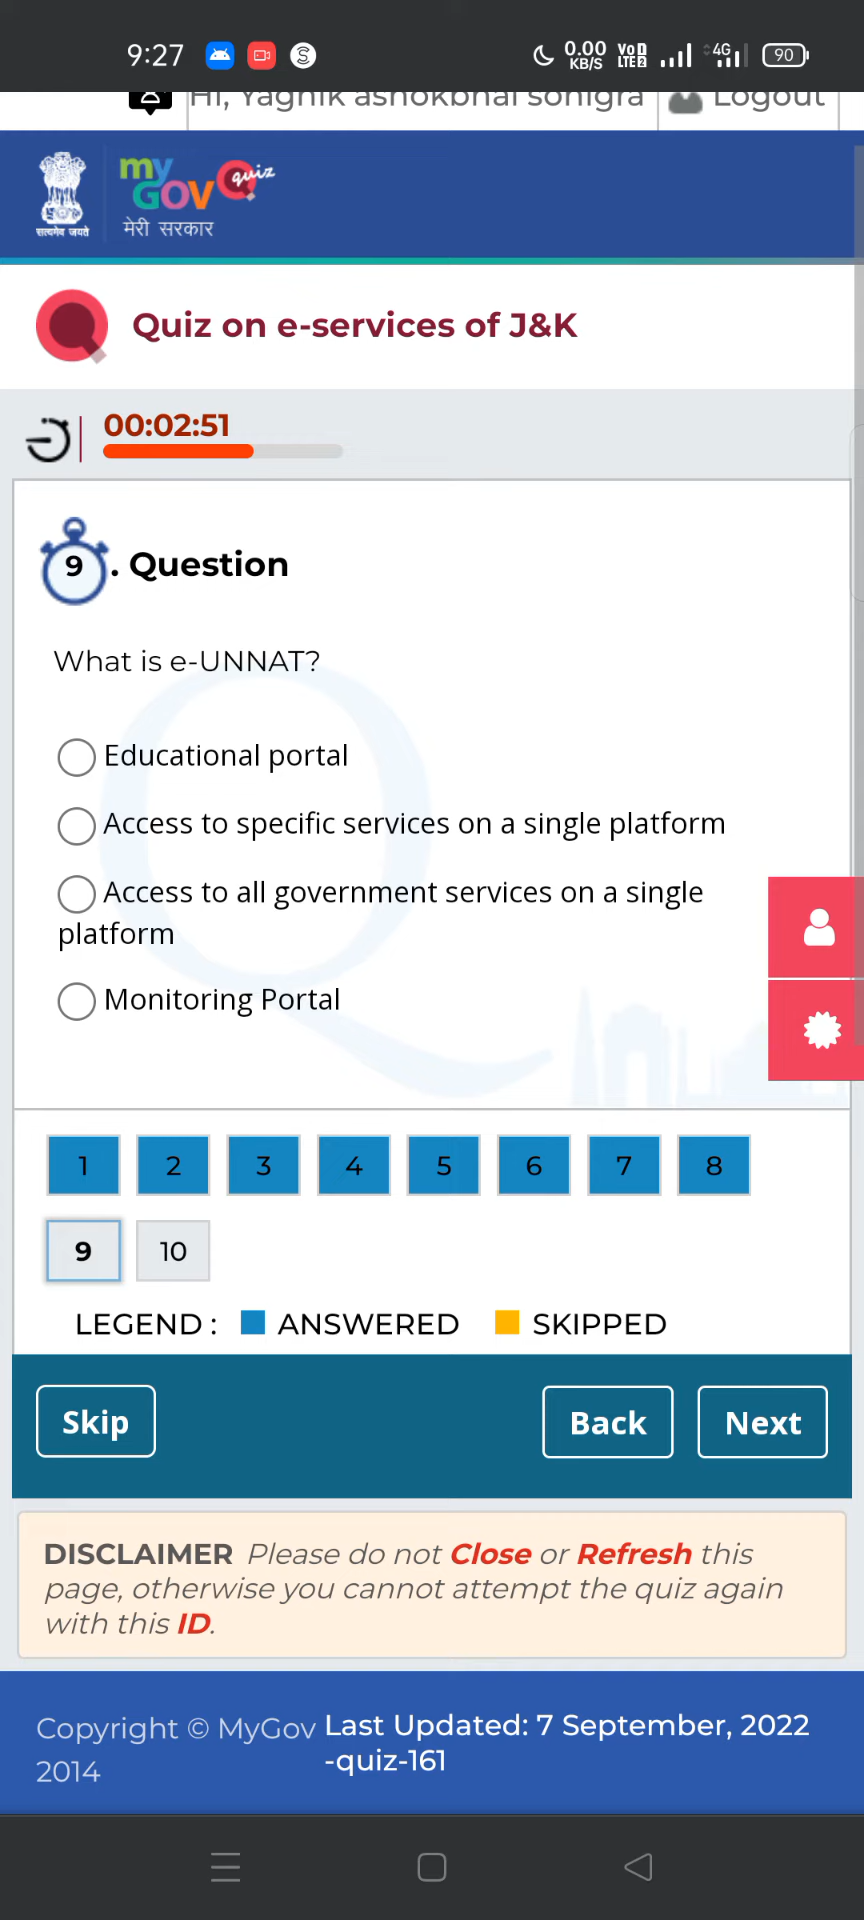 9:27 0.00 KB/S VoD LTE2 4G 90
Hi, Yagnik ashokbhai sonigra Logout
my GOV quiz
मेरी सरकार
सत्यमेव जयते
Quiz on e-services of J&K
00:02:51
9 . Question
What is e-UNNAT?
Educational portal
Access to specific services on a single platform
Access to all government services on a single
platform
Monitoring Portal
1 2 3 4 5 6 7 8
9 10
LEGEND : ANSWERED SKIPPED
Skip Back Next
DISCLAIMER Please do not Close or Refresh this
page, otherwise you cannot attempt the quiz again
with this ID.
Copyright © MyGov Last Updated: 7 September, 2022
2014 -quiz-161